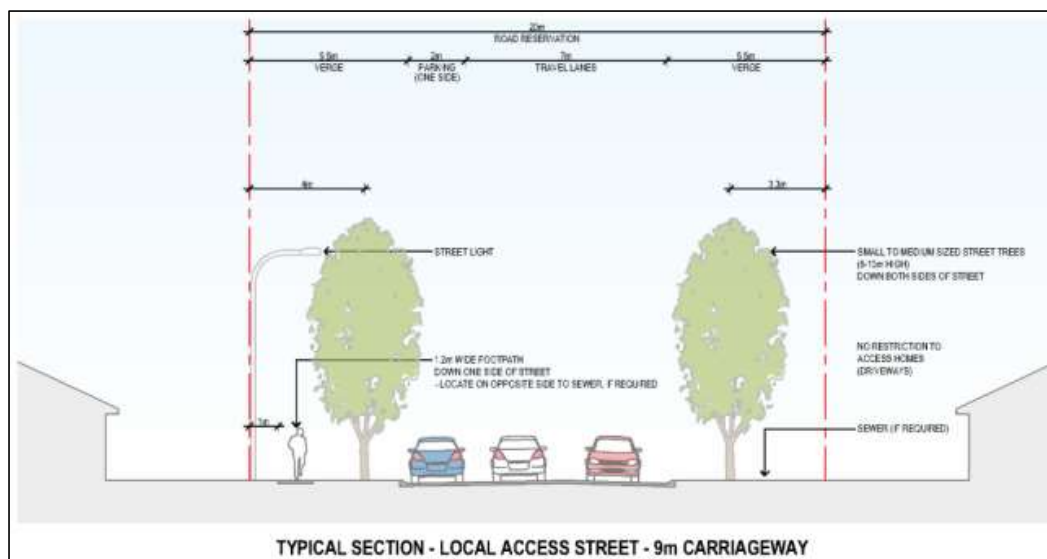 20m
ROAD RESERVATION
5.5m 2m 7m 5.5m
VERGE PARKING TRAVEL LANES VERGE
(ONE SIDE)
4m 3.3m
STREET LIGHT
SMALL TO MEDIUM SIZED STREET TREES
HIGH)
DOWN BOTH SIDES OF STREET
1.2m WIDE FOOTPATH
DOWN ONE SIDE OF STREET
- LOCATE ON OPPOSITE SIDE TO SEWER, IF REQUIRED
NO RESTRICTION TO
ACCESS HOMES
(DRIVEWAYS)
1m
SEWER (IF REQUIRED)
TYPICAL SECTION - LOCAL ACCESS STREET - 9m CARRIAGEWAY